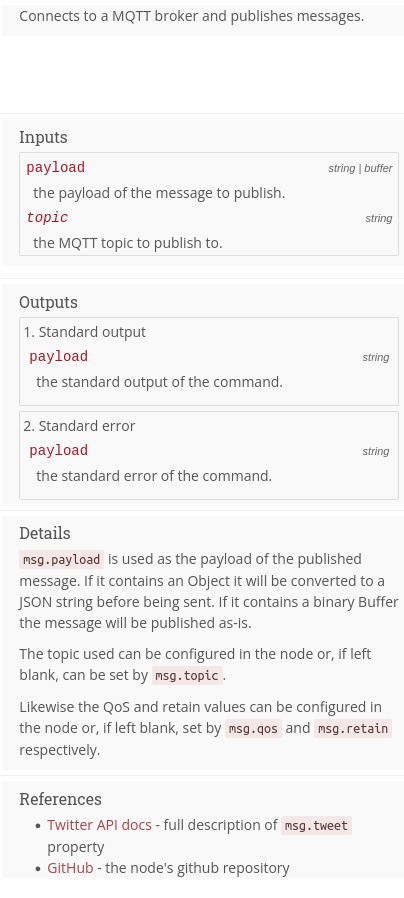 Connects to a MQTT broker and publishes messages.
Inputs
payload string | buffer
the payload of the message to publish.
topic string
the MQTT topic to publish to.
Outputs
1. Standard output
payload string
the standard output of the command.
2. Standard error
payload string
the standard error of the command.
Details
msg.payload is used as the payload of the published
message. If it contains an Object it will be converted to a
JSON string before being sent. If it contains a binary Buffer
the message will be published as-is.
The topic used can be configured in the node or, if left
blank, can be set by msg.topic.
Likewise the QoS and retain values can be configured in
the node or, if left blank, set by msg.qos and msg.retain
respectively.
References
• Twitter API docs - full description of msg.tweet
property
• GitHub - the node's github repository